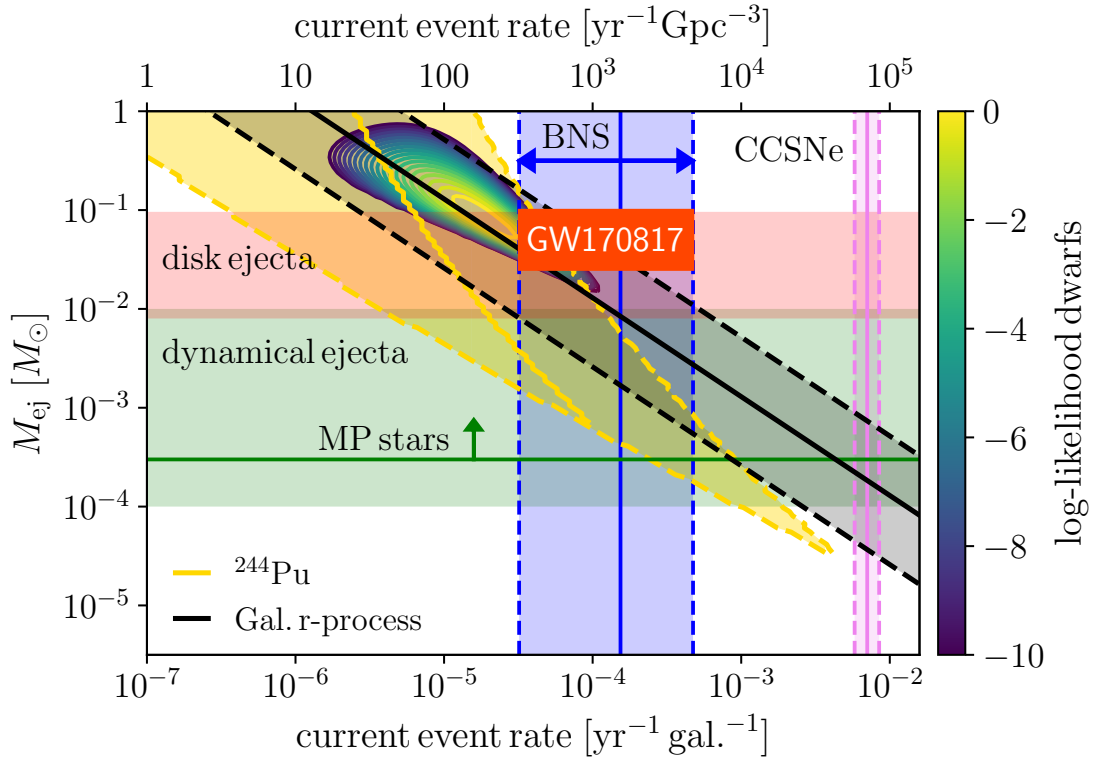 current event rate [yr⁻¹Gpc⁻³]
1 10 100 10³ 10⁴ 10⁵
1
10⁻¹
10⁻²
10⁻³
10⁻⁴
10⁻⁵
M_ej [M_⊙]
BNS
CCSNe
GW170817
disk ejecta
dynamical ejecta
MP stars
²⁴⁴Pu
Gal. r-process
10⁻⁷ 10⁻⁶ 10⁻⁵ 10⁻⁴ 10⁻³ 10⁻²
current event rate [yr⁻¹ gal.⁻¹]
0
−2
−4
−6
−8
−10
log-likelihood dwarfs